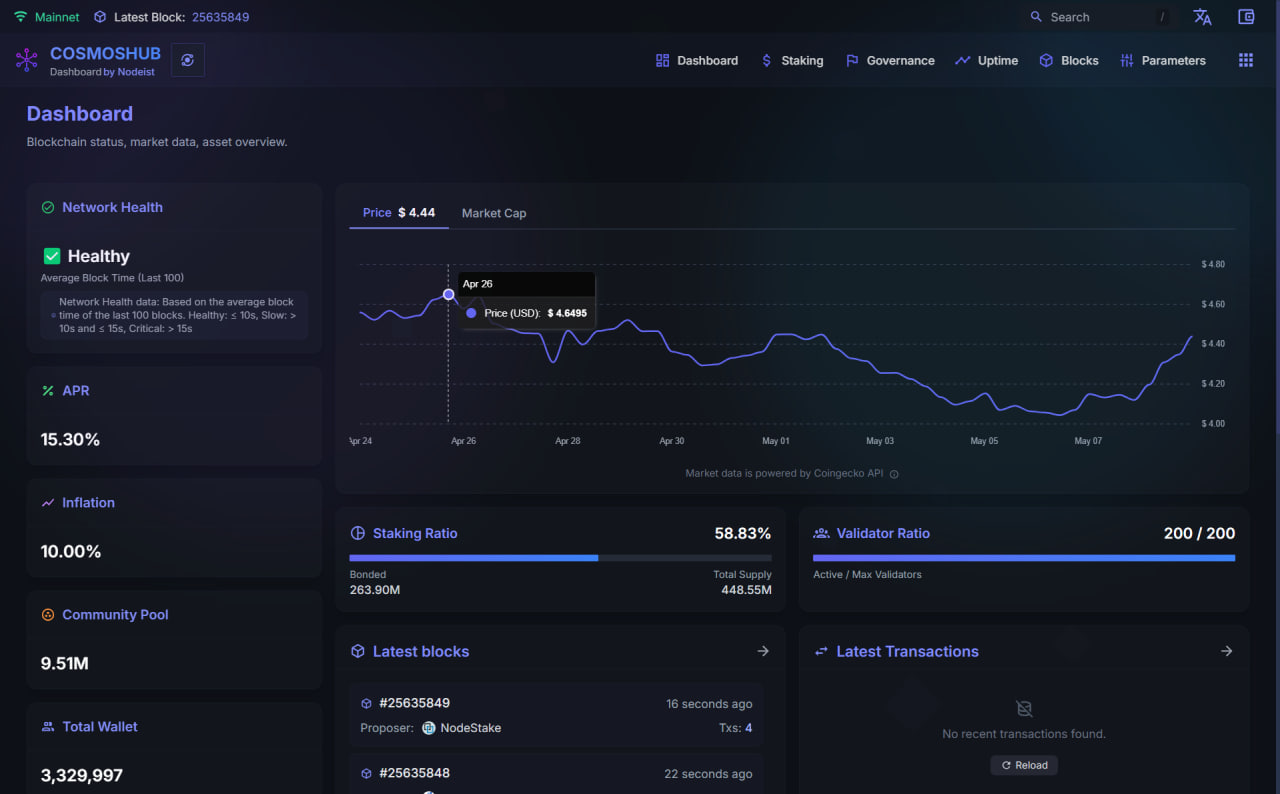 Mainnet Latest Block: 25635849 Search /
COSMOSHUB
Dashboard by Nodeist
Dashboard Staking Governance Uptime Blocks Parameters
Dashboard
Blockchain status, market data, asset overview.
Network Health
Healthy
Average Block Time (Last 100)
Network Health data: Based on the average block
time of the last 100 blocks. Healthy: ≤ 10s, Slow: >
10s and ≤ 15s, Critical: > 15s
APR
15.30%
Inflation
10.00%
Community Pool
9.51M
Total Wallet
3,329,997
Price $ 4.44 Market Cap
Apr 26
Price (USD): $ 4.6495
$ 4.80
$ 4.60
$ 4.40
$ 4.20
$ 4.00
Apr 24 Apr 26 Apr 28 Apr 30 May 01 May 03 May 05 May 07
Market data is powered by Coingecko API
Staking Ratio 58.83%
Bonded Total Supply
263.90M 448.55M
Validator Ratio 200 / 200
Active / Max Validators
Latest blocks
#25635849 16 seconds ago
Proposer: NodeStake Txs: 4
#25635848 22 seconds ago
Latest Transactions
No recent transactions found.
Reload